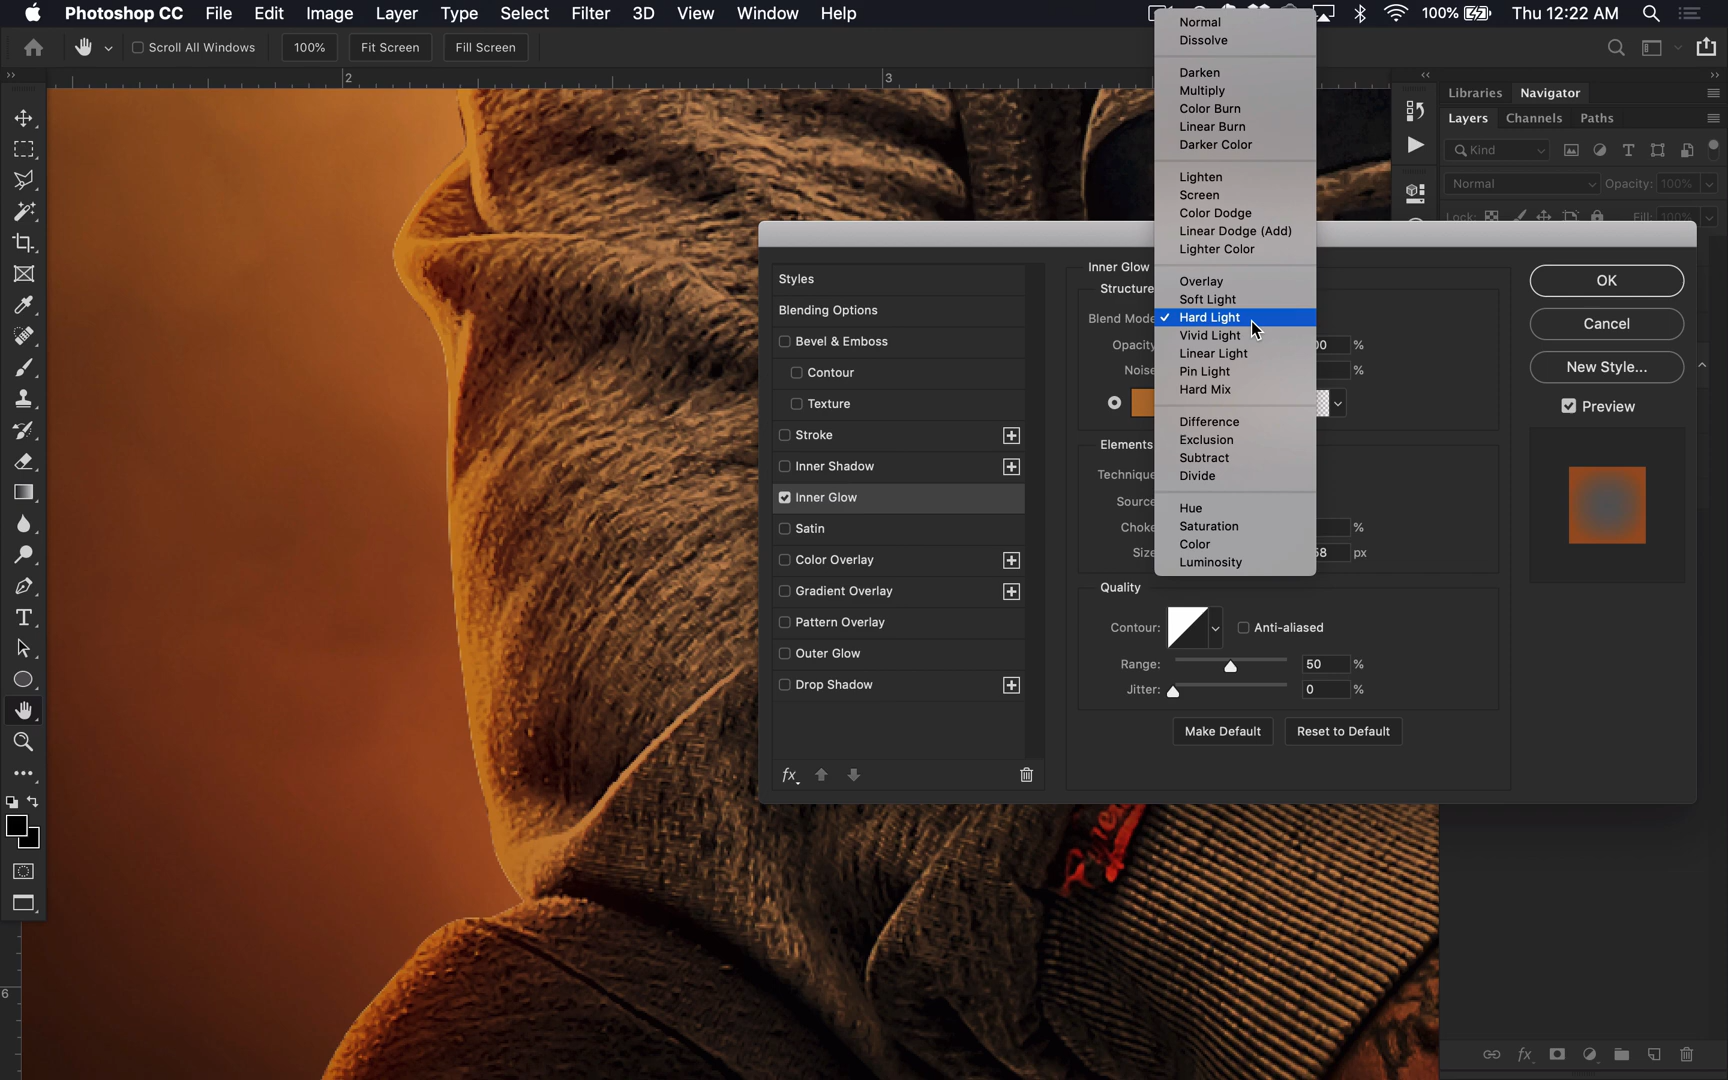 Photoshop CC File Edit Image Layer Type Select Filter 3D View Window Help 100% Thu 12:22 AM
Scroll All Windows 100% Fit Screen Fill Screen
2 3
6
Libraries Navigator
Layers Channels Paths
Kind
Normal Opacity: 100%
Lock: Fill: 100%
Styles
Blending Options
Bevel & Emboss
Contour
Texture
Stroke
Inner Shadow
Inner Glow
Satin
Color Overlay
Gradient Overlay
Pattern Overlay
Outer Glow
Drop Shadow
fx
Inner Glow
Structure
Blend Mode
Opacity %
Noise %
Elements
Technique
Source
Choke %
Size px
Normal
Dissolve
Darken
Multiply
Color Burn
Linear Burn
Darker Color
Lighten
Screen
Color Dodge
Linear Dodge (Add)
Lighter Color
Overlay
Soft Light
Hard Light
Vivid Light
Linear Light
Pin Light
Hard Mix
Difference
Exclusion
Subtract
Divide
Hue
Saturation
Color
Luminosity
Quality
Contour: Anti-aliased
Range: 50 %
Jitter: 0 %
Make Default Reset to Default
OK
Cancel
New Style...
Preview
fx